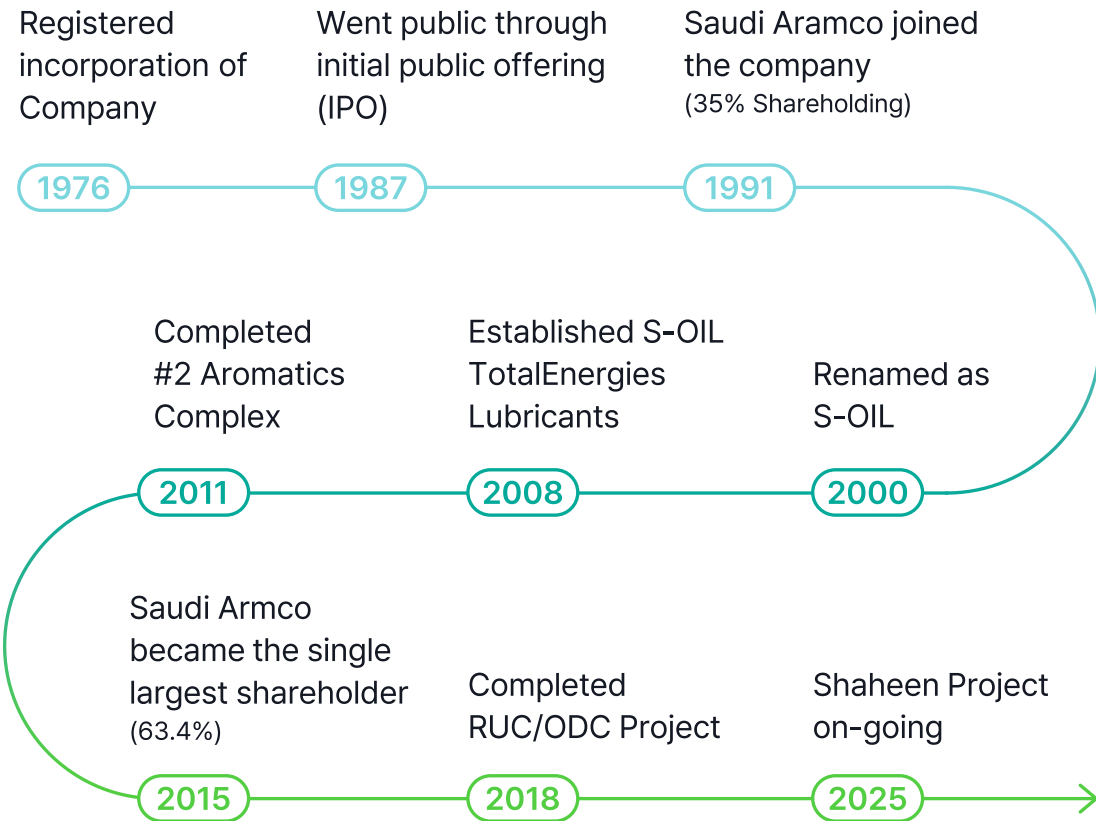 Registered
incorporation of
Company
Went public through
initial public offering
(IPO)
Saudi Aramco joined
the company
(35% Shareholding)
1976
1987
1991
Renamed as
S-OIL
Established S-OIL
TotalEnergies
Lubricants
Completed
#2 Aromatics
Complex
2000
2008
2011
Saudi Armco
became the single
largest shareholder
(63.4%)
Completed
RUC/ODC Project
Shaheen Project
on-going
2015
2018
2025